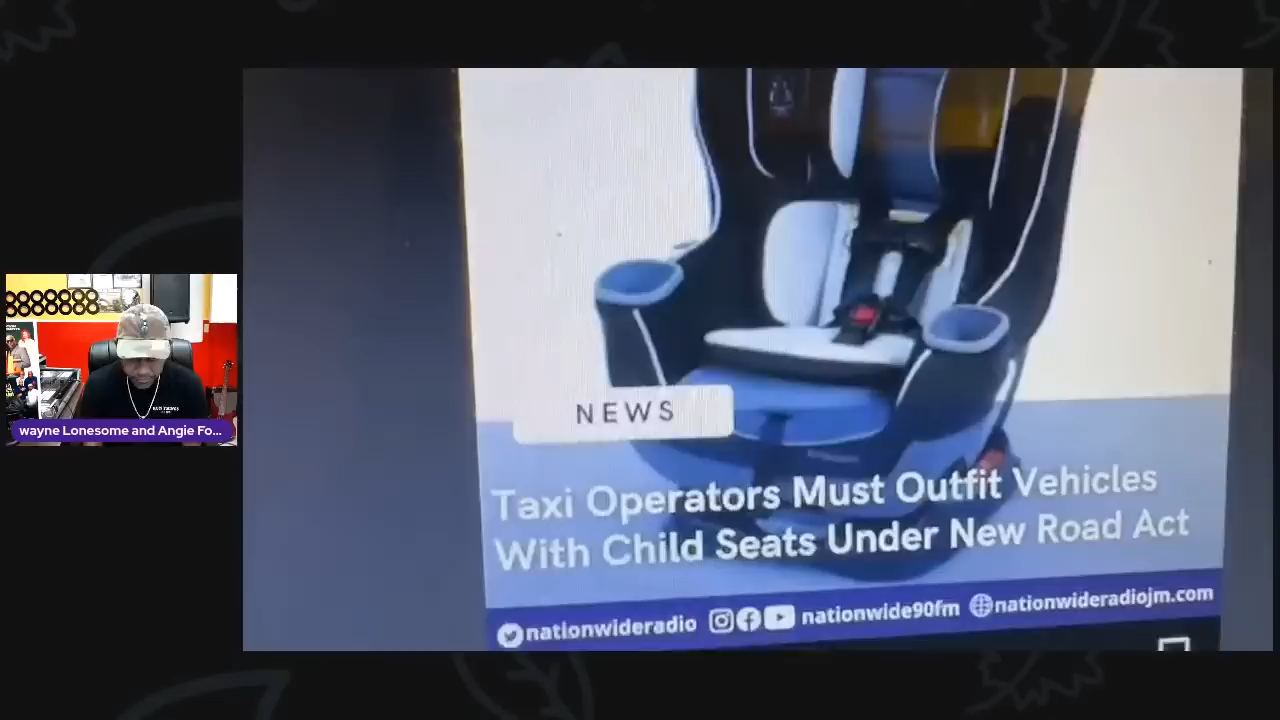 wayne Lonesome and Angie Fo...
NEWS
Taxi Operators Must Outfit Vehicles
With Child Seats Under New Road Act
nationwideradio nationwide90fm nationwideradiojm.com